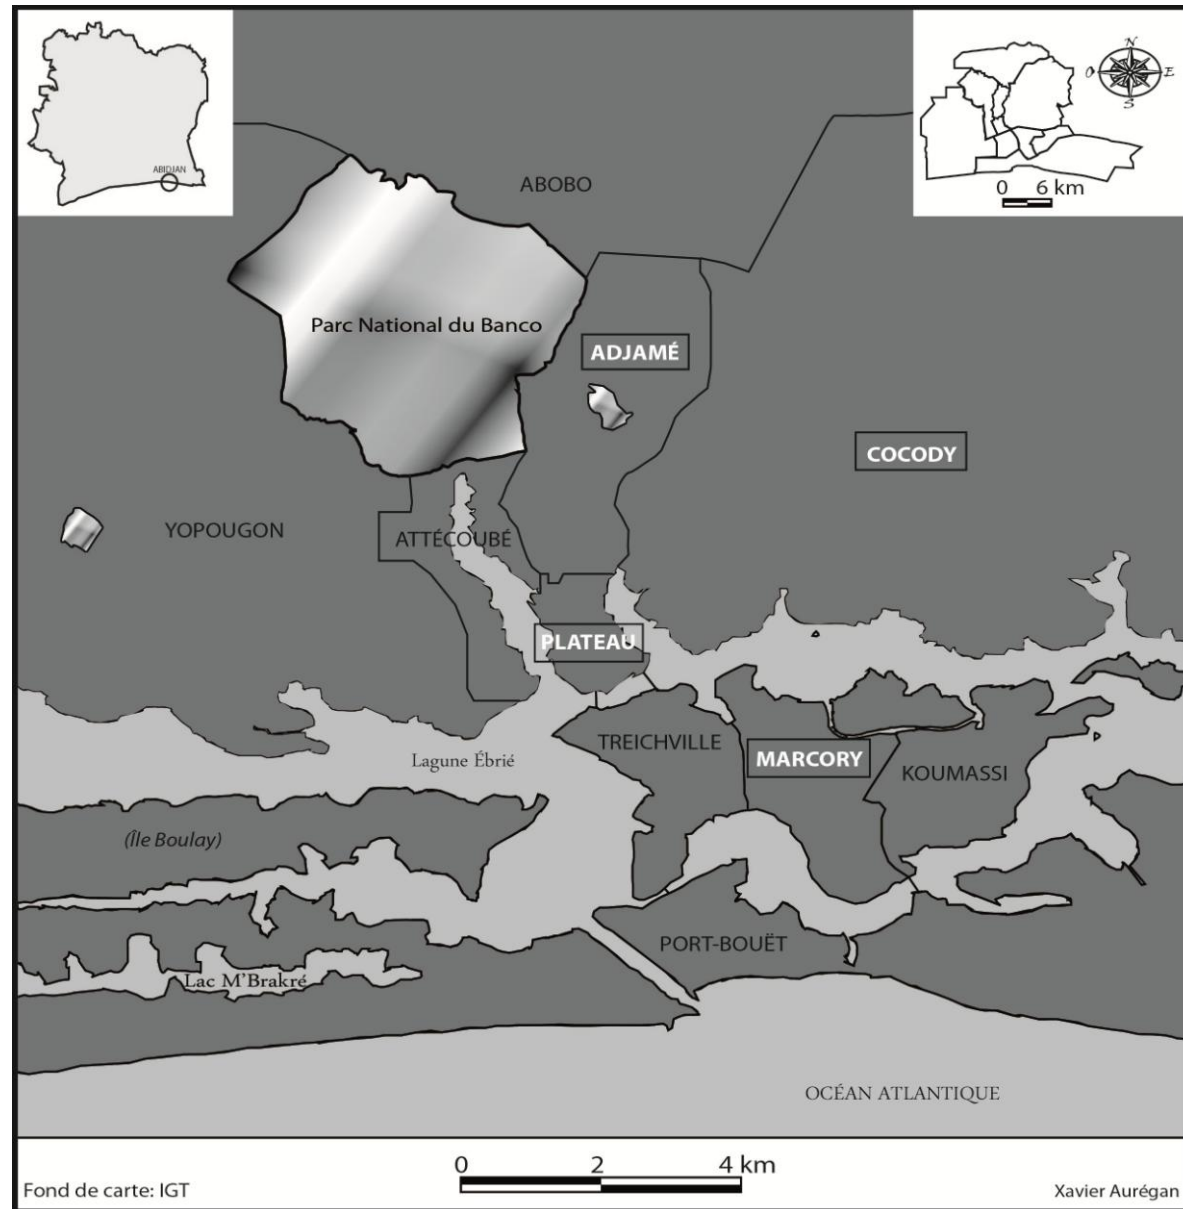 ABIDJAN
N
O
E
S
0 6 km
ABOBO
Parc National du Banco
ADJAMÉ
COCODY
YOPOUGON
ATTÉCOUBÉ
PLATEAU
TREICHVILLE
MARCORY
KOUMASSI
Lagune Ébrié
(Île Boulay)
PORT-BOUËT
Lac M'Brakré
OCÉAN ATLANTIQUE
0 2 4 km
Fond de carte: IGT
Xavier Aurégan